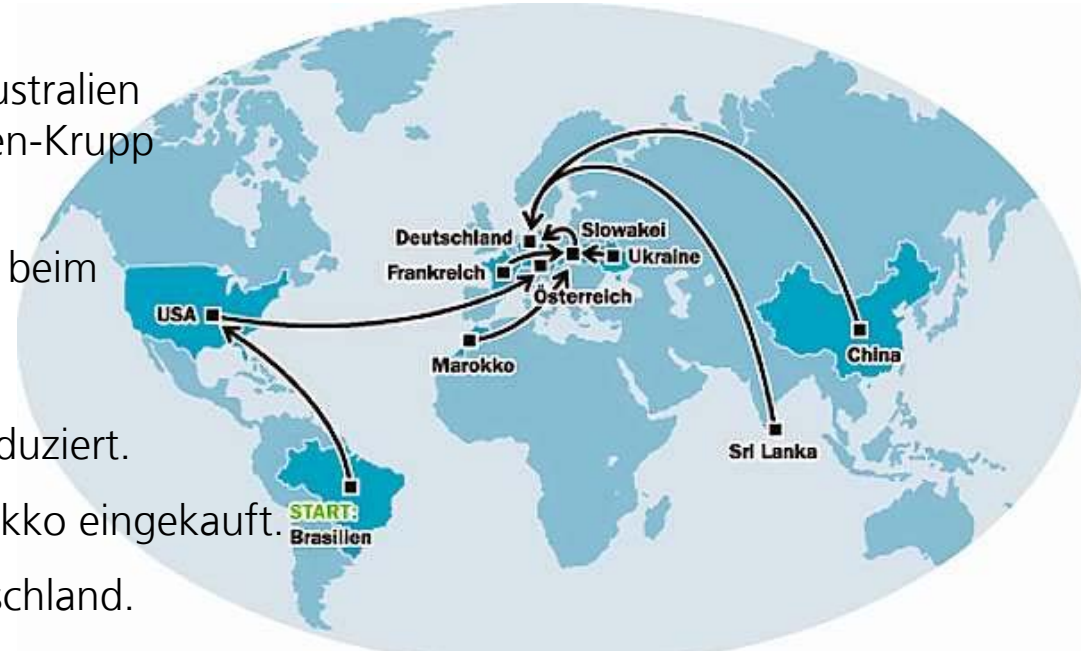 ustralien
en-Krupp
beim
duziert.
kko eingekauft.
schland.
Deutschland
Slowakei
Ukraine
Frankreich
Österreich
USA
Marokko
China
Sri Lanka
START:
Brasilien